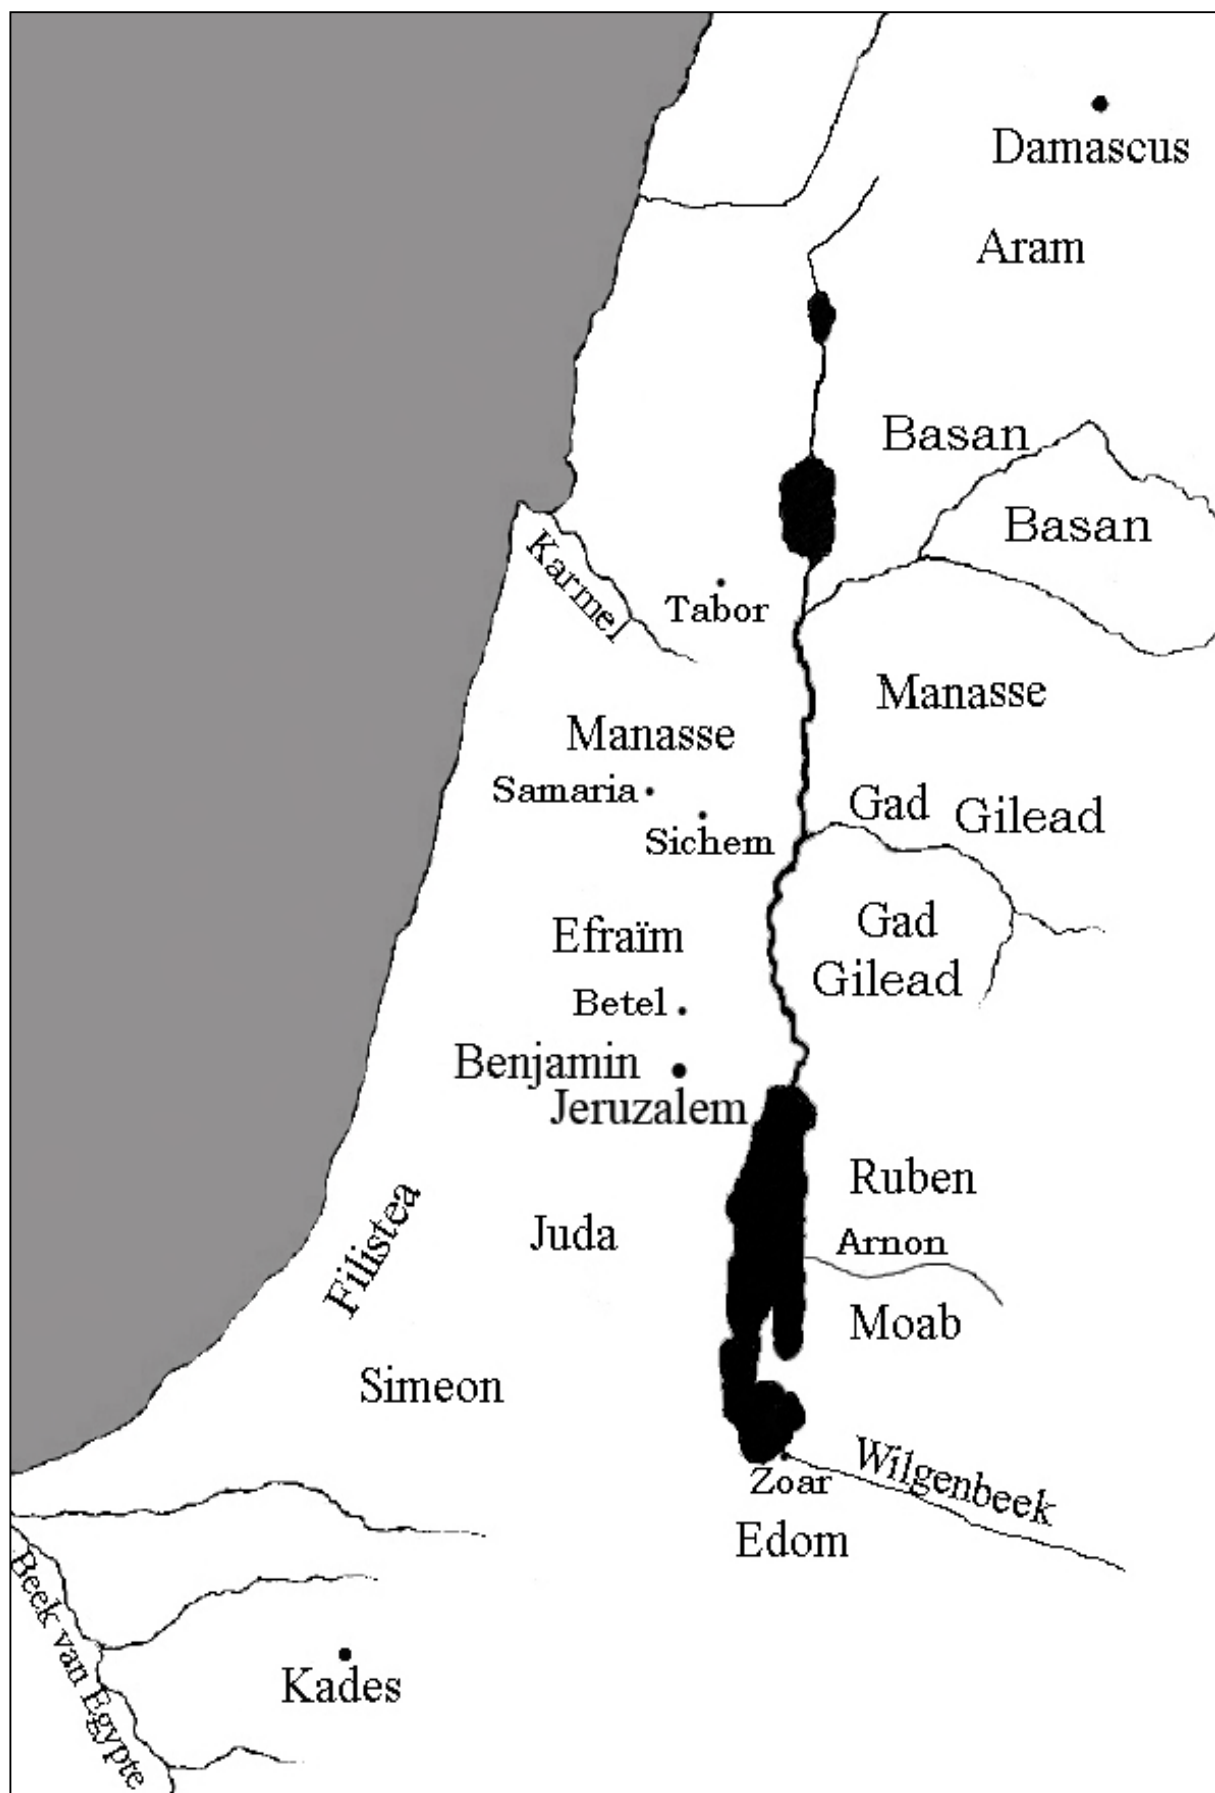 Damascus
Aram
Basan
Basan
Karmel
Tabor
Manasse
Manasse
Samaria
Gad
Gilead
Sichem
Efraïm
Gad
Gilead
Betel
Benjamin
Jeruzalem
Ruben
Filistea
Juda
Arnon
Moab
Simeon
Wilgenbeek
Zoar
Edom
Beek van Egypte
Kades